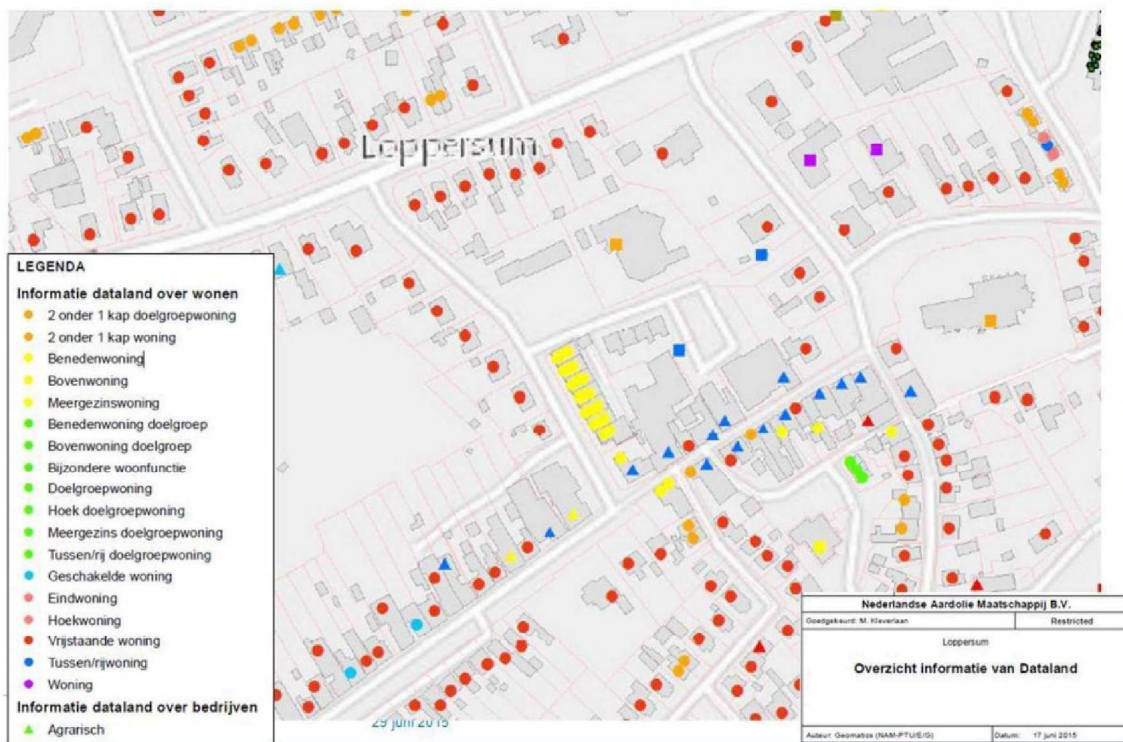 Loppersum
LEGENDA
Informatie dataland over wonen
2 onder 1 kap doelgroepwoning
2 onder 1 kap woning
Benedenwoning
Bovenwoning
Meergezinswoning
Benedenwoning doelgroep
Bovenwoning doelgroep
Bijzondere woonfunctie
Doelgroepwoning
Hoek doelgroepwoning
Meergezins doelgroepwoning
Tussen/rij doelgroepwoning
Geschakelde woning
Eindwoning
Hoekwoning
Vrijstaande woning
Tussen/rijwoning
Woning
Informatie dataland over bedrijven
Agrarisch
29 juni 2015
Nederlandse Aardolie Maatschappij B.V.
Goedgekeurd: M. Kleverlaan Restricted
Loppersum
Overzicht informatie van Dataland
Auteur: Geomatics (NAM-PTU/E/G) Datum: 17 juni 2015